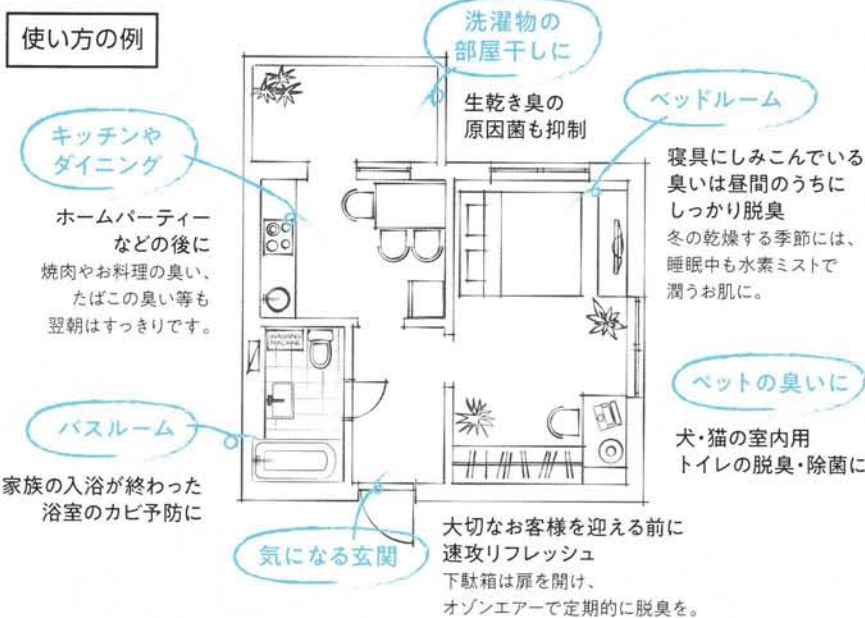 使い方の例
洗濯物の
部屋干しに
生乾き臭の
原因菌も抑制
ベッドルーム
寝具にしみこんでいる
臭いは昼間のうちに
しっかり脱臭
冬の乾燥する季節には、
睡眠中も水素ミストで
潤うお肌に。
キッチンや
ダイニング
ホームパーティー
などの後に
焼肉やお料理の臭い、
たばこの臭い等も
翌朝はすっきりです。
WASHING
MACHINE
ペットの臭いに
犬・猫の室内用
トイレの脱臭・除菌に
バスルーム
家族の入浴が終わった
浴室のカビ予防に
気になる玄関
大切なお客様を迎える前に
速攻リフレッシュ
下駄箱は扉を開け、
オゾンエアーで定期的に脱臭を。